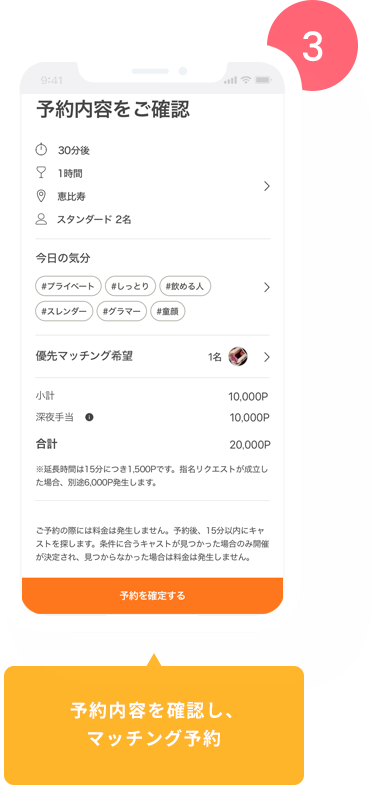 3
9:41
予約内容をご確認
30分後
1時間
恵比寿
スタンダード 2名
今日の気分
#プライベート #しっとり #飲める人
#スレンダー #グラマー #童顔
優先マッチング希望 1名
小計 10,000P
深夜手当 10,000P
合計 20,000P
※延長時間は15分につき1,500Pです。指名リクエストが成立し
た場合、別途6,000P発生します。
ご予約の際には料金は発生しません。予約後、15分以内にキャ
ストを探します。条件に合うキャストが見つかった場合のみ開催
が決定され、見つからなかった場合は料金は発生しません。
予約を確定する
予約内容を確認し、
マッチング予約